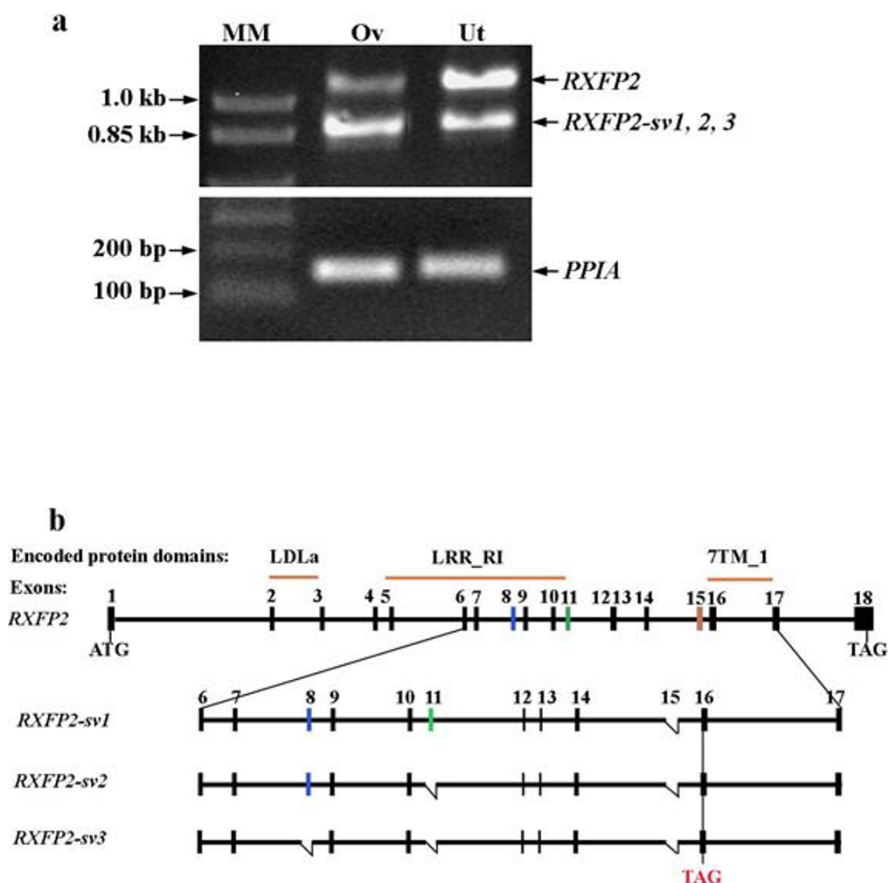 a
MM Ov Ut
RXFP2
1.0 kb
RXFP2-sv1, 2, 3
0.85 kb
200 bp
PPIA
100 bp
b
Encoded protein domains: LDLa LRR_RI 7TM_1
Exons: 1 2 3 4 5 6 7 8 9 10 11 12 13 14 15 16 17 18
RXFP2
ATG TAG
6 7 8 9 10 11 12 13 14 15 16 17
RXFP2-sv1
RXFP2-sv2
RXFP2-sv3
TAG